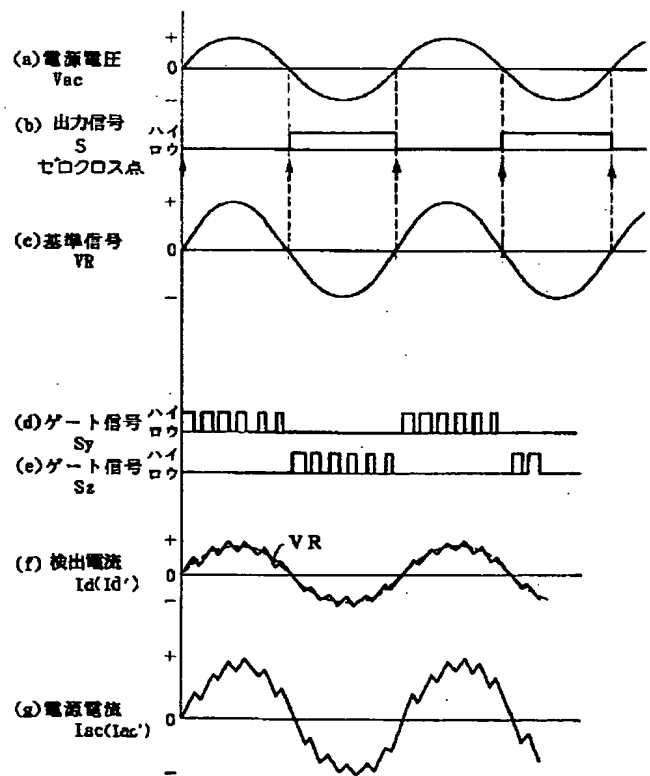 +
(a)電源電圧 0
Vac
−
(b) 出力信号 ハイ
S ロウ
ゼロクロス点
+
(c)基準信号 0
VR
−
(d)ゲート信号 ハイ
Sy ロウ
(e)ゲート信号 ハイ
Sz ロウ
VR
+
(f) 検出電流 0
Id(Id')
−
+
(g)電源電流 0
Iac(Iac')
−